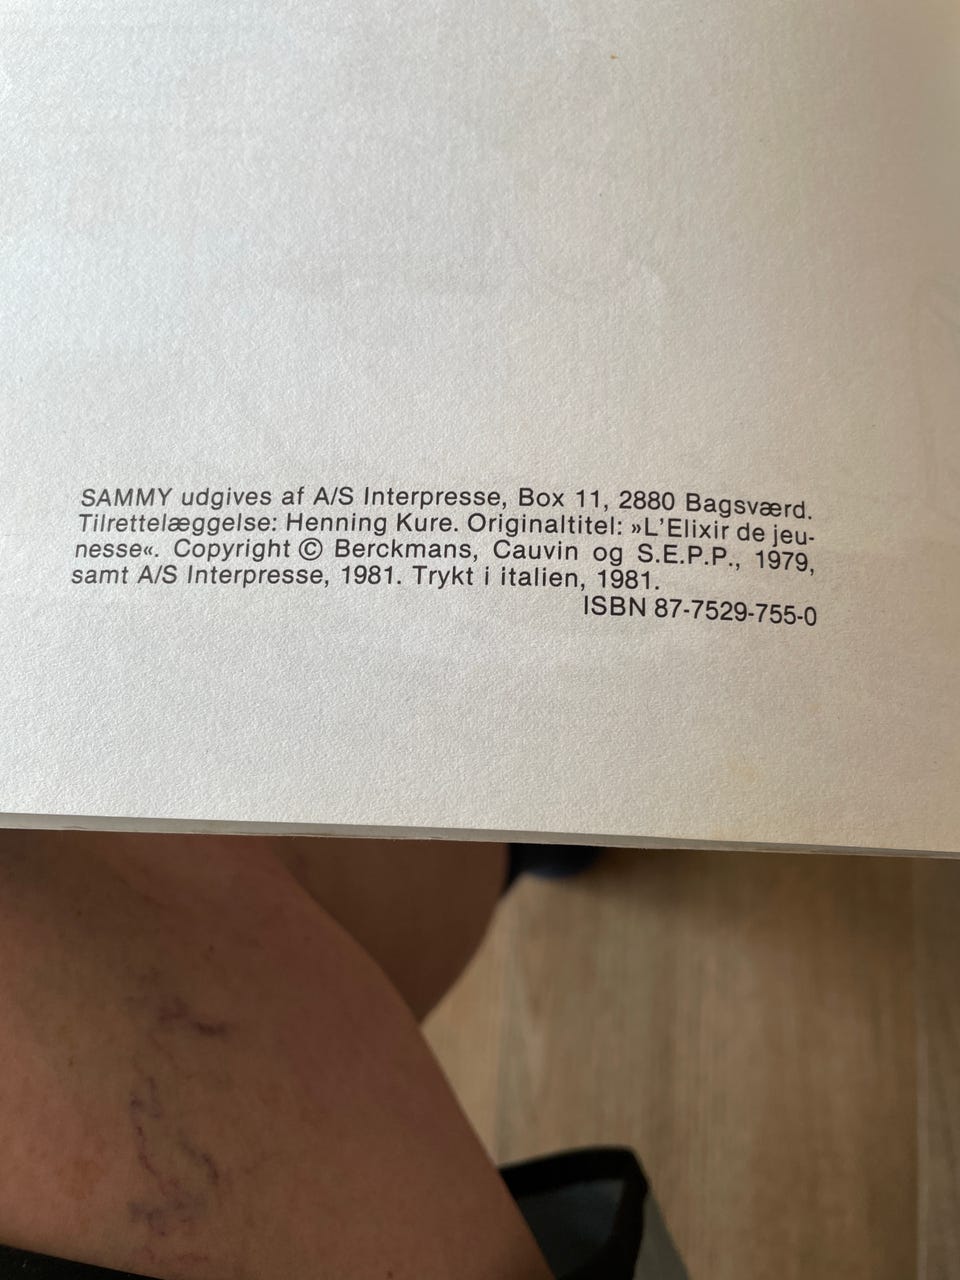 SAMMY udgives af A/S Interpresse, Box 11, 2880 Bagsværd.
Tilrettelæggelse: Henning Kure. Originaltitel: »L'Elixir de jeu-
nesse«. Copyright © Berckmans, Cauvin og S.E.P.P., 1979,
samt A/S Interpresse, 1981. Trykt i italien, 1981.
ISBN 87-7529-755-0